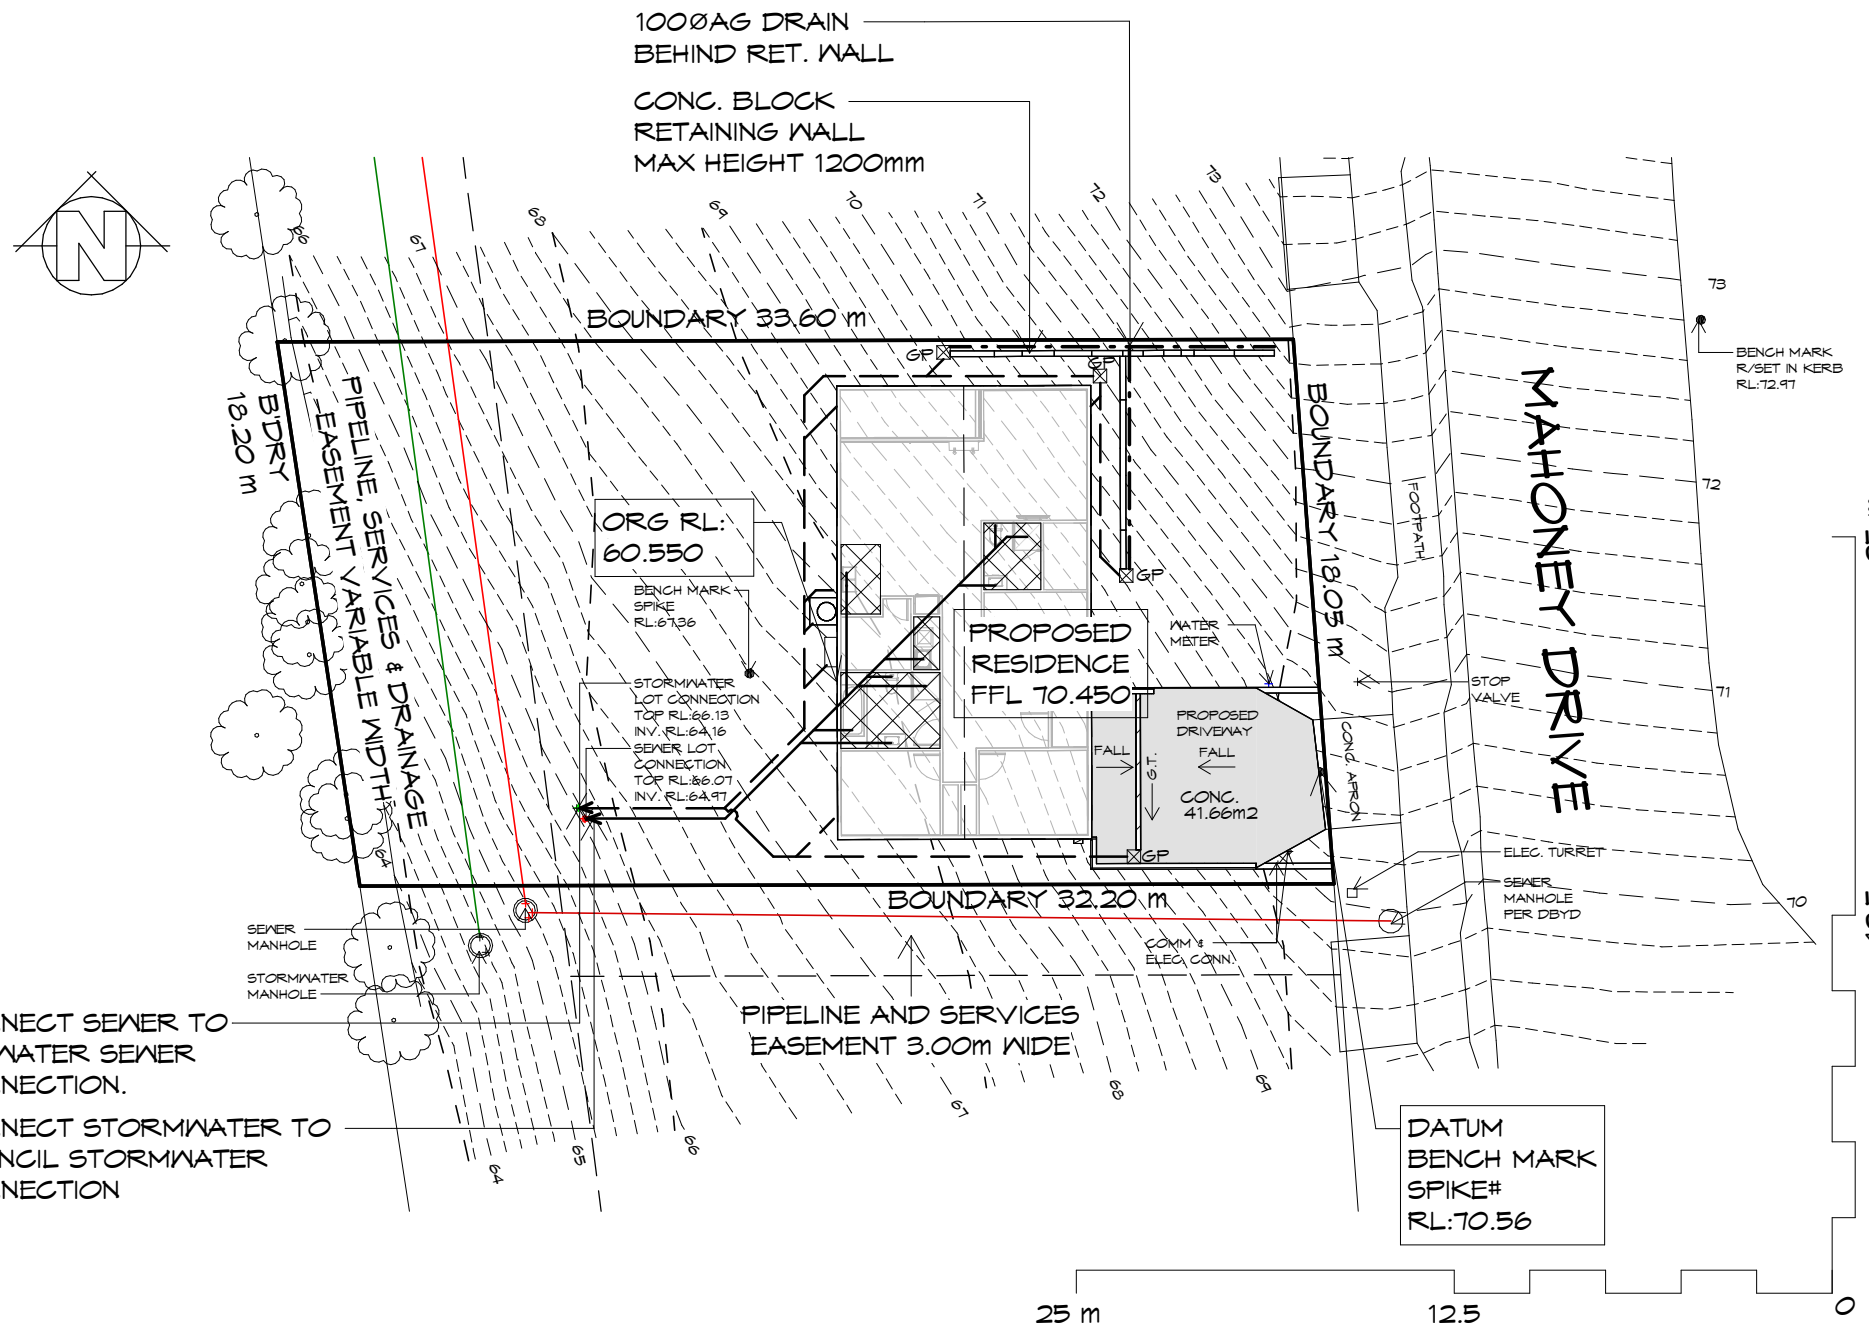 100ØAG DRAIN
BEHIND RET. WALL
CONC. BLOCK
RETAINING WALL
MAX HEIGHT 1200mm
N
66
67
68
69
70
71
72
73
BOUNDARY 33.60 m
GP
GP
B'DRY
18.20 m
PIPELINE, SERVICES & DRAINAGE
EASEMENT VARIABLE WIDTH
BOUNDARY 18.05 m
FOOTPATH
MAHONEY DRIVE
73
BENCH MARK
R/SET IN KERB
RL:72.97
72
71
70
ORG RL:
60.550
BENCH MARK
SPIKE
RL:67.36
GP
PROPOSED
RESIDENCE
FFL 70.450
WATER
METER
STOP
VALVE
STORMWATER
LOT CONNECTION
TOP RL:66.13
INV. RL:64.16
SEWER LOT
CONNECTION
TOP RL:66.07
INV. RL:64.97
PROPOSED
DRIVEWAY
FALL
FALL
G.T.
CONC.
41.66m2
CONC. APRON
GP
64
ELEC. TURRET
BOUNDARY 32.20 m
SEWER
MANHOLE
PER DBYD
SEWER
MANHOLE
STORMWATER
MANHOLE
COMM &
ELEC. CONN
PIPELINE AND SERVICES
EASEMENT 3.00m WIDE
NECT SEWER TO
WATER SEWER
NECTION.
NECT STORMWATER TO
NCIL STORMWATER
NECTION
64
65
66
67
68
69
DATUM
BENCH MARK
SPIKE#
RL:70.56
25 m
12.5
0